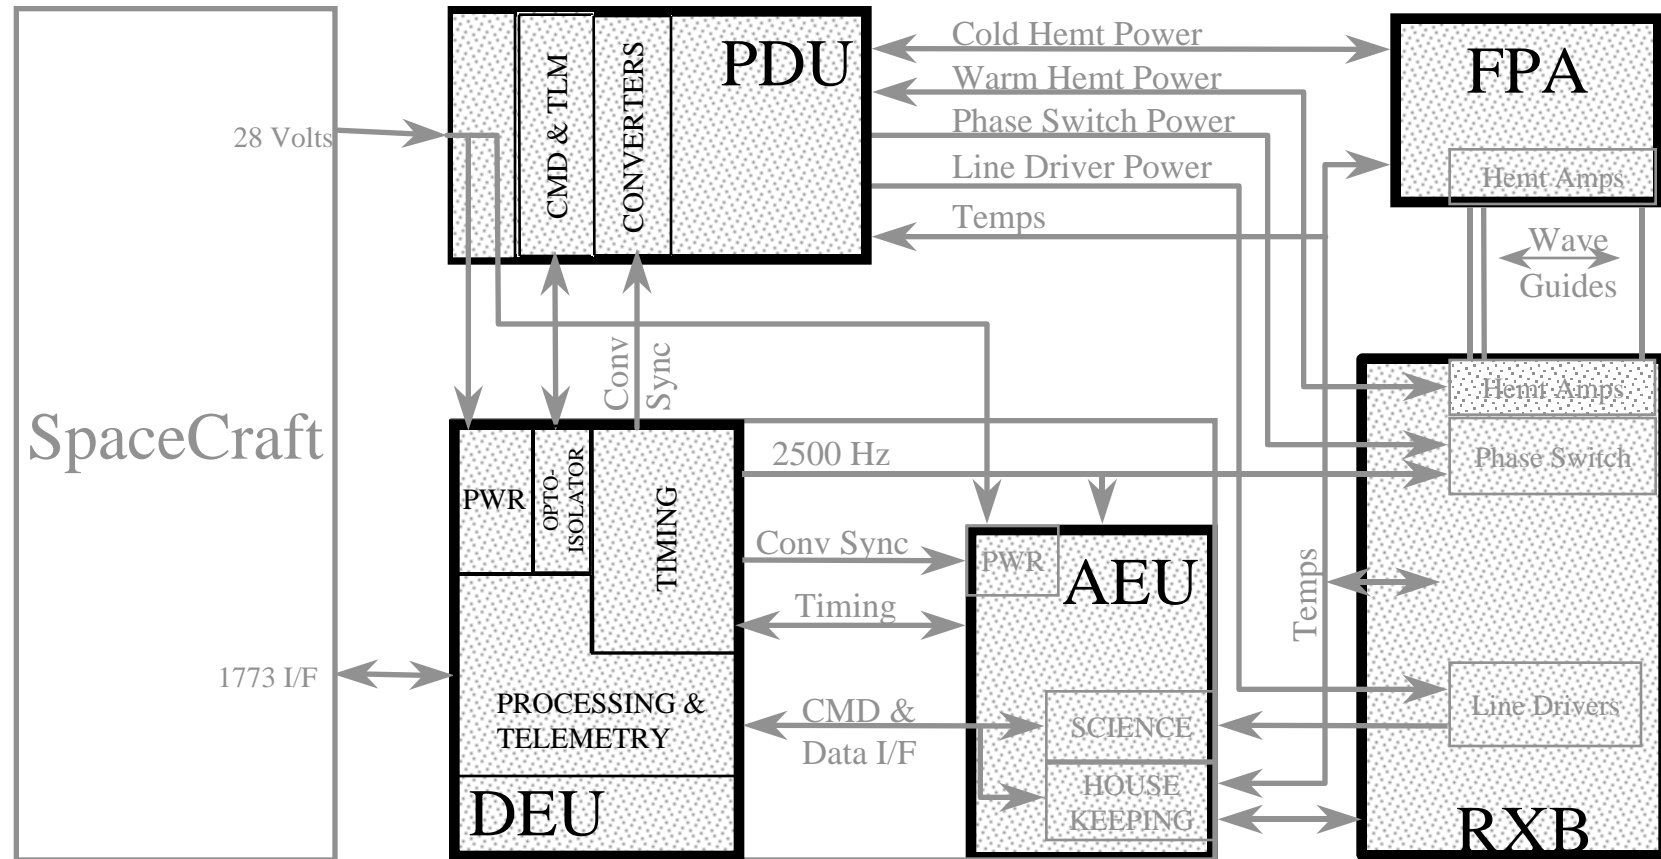 SpaceCraft
28 Volts
1773 I/F
CMD & TLM
CONVERTERS
PDU
Cold Hemt Power
Warm Hemt Power
Phase Switch Power
Line Driver Power
Temps
FPA
Hemt Amps
Wave
Guides
Conv
Sync
PWR
OPTO-
ISOLATOR
TIMING
PROCESSING &
TELEMETRY
DEU
2500 Hz
Conv Sync
Timing
CMD &
Data I/F
PWR
AEU
SCIENCE
HOUSE
KEEPING
Temps
Hemt Amps
Phase Switch
Line Drivers
RXB